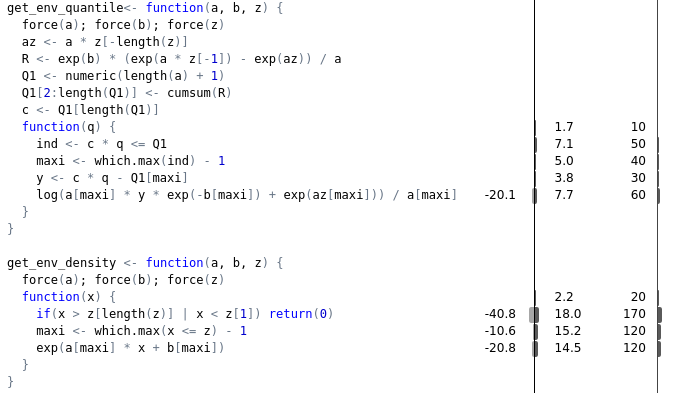 get_env_quantile<- function(a, b, z) {
  force(a); force(b); force(z)
  az <- a * z[-length(z)]
  R <- exp(b) * (exp(a * z[-1]) - exp(az)) / a
  Q1 <- numeric(length(a) + 1)
  Q1[2:length(Q1)] <- cumsum(R)
  c <- Q1[length(Q1)]
  function(q) { 1.7 10
    ind <- c * q <= Q1 7.1 50
    maxi <- which.max(ind) - 1 5.0 40
    y <- c * q - Q1[maxi] 3.8 30
    log(a[maxi] * y * exp(-b[maxi]) + exp(az[maxi])) / a[maxi] -20.1 7.7 60
  }
}

get_env_density <- function(a, b, z) {
  force(a); force(b); force(z)
  function(x) { 2.2 20
    if(x > z[length(z)] | x < z[1]) return(0) -40.8 18.0 170
    maxi <- which.max(x <= z) - 1 -10.6 15.2 120
    exp(a[maxi] * x + b[maxi]) -20.8 14.5 120
  }
}